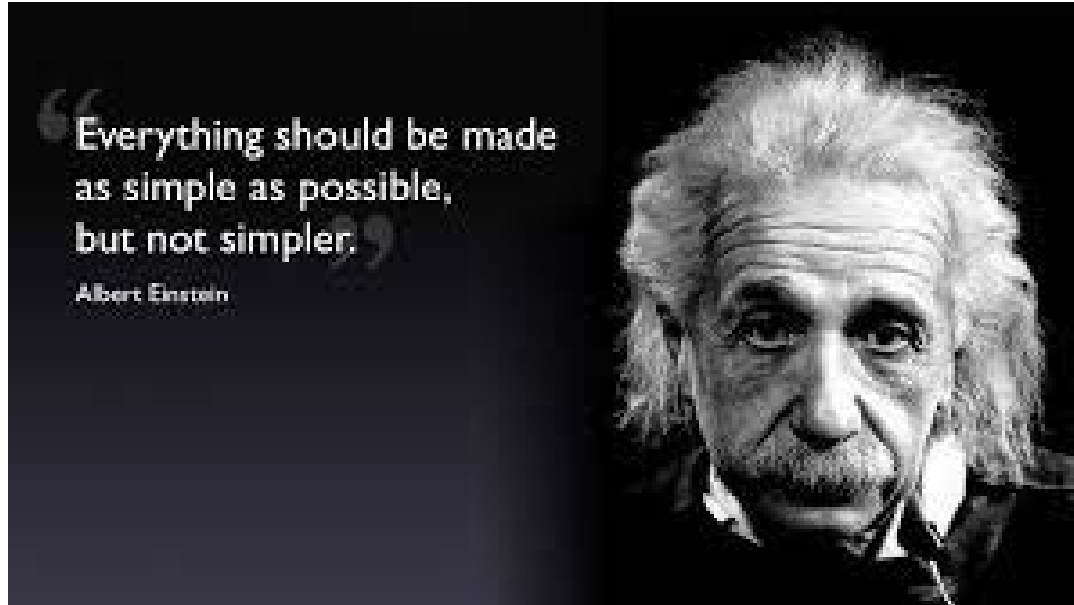 “Everything should be made
as simple as possible,
but not simpler.”
Albert Einstein